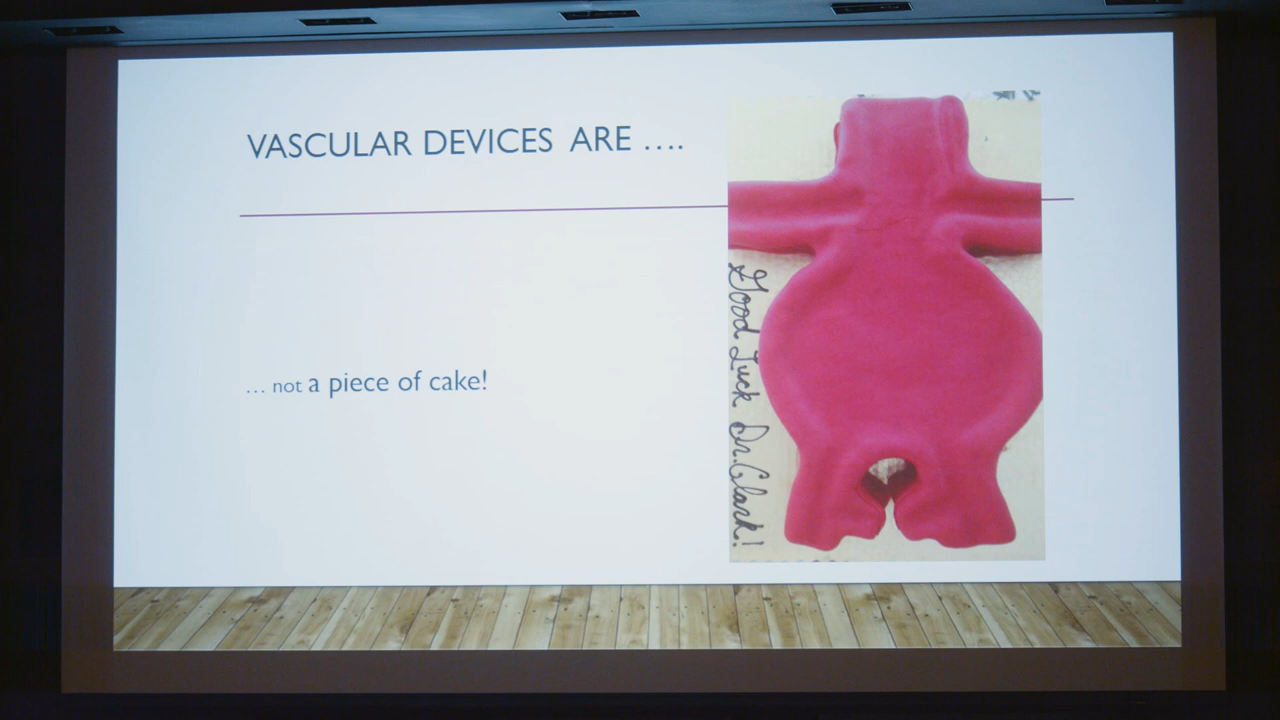 VASCULAR DEVICES ARE ....
... not a piece of cake!
Good Luck Dr.Clark!